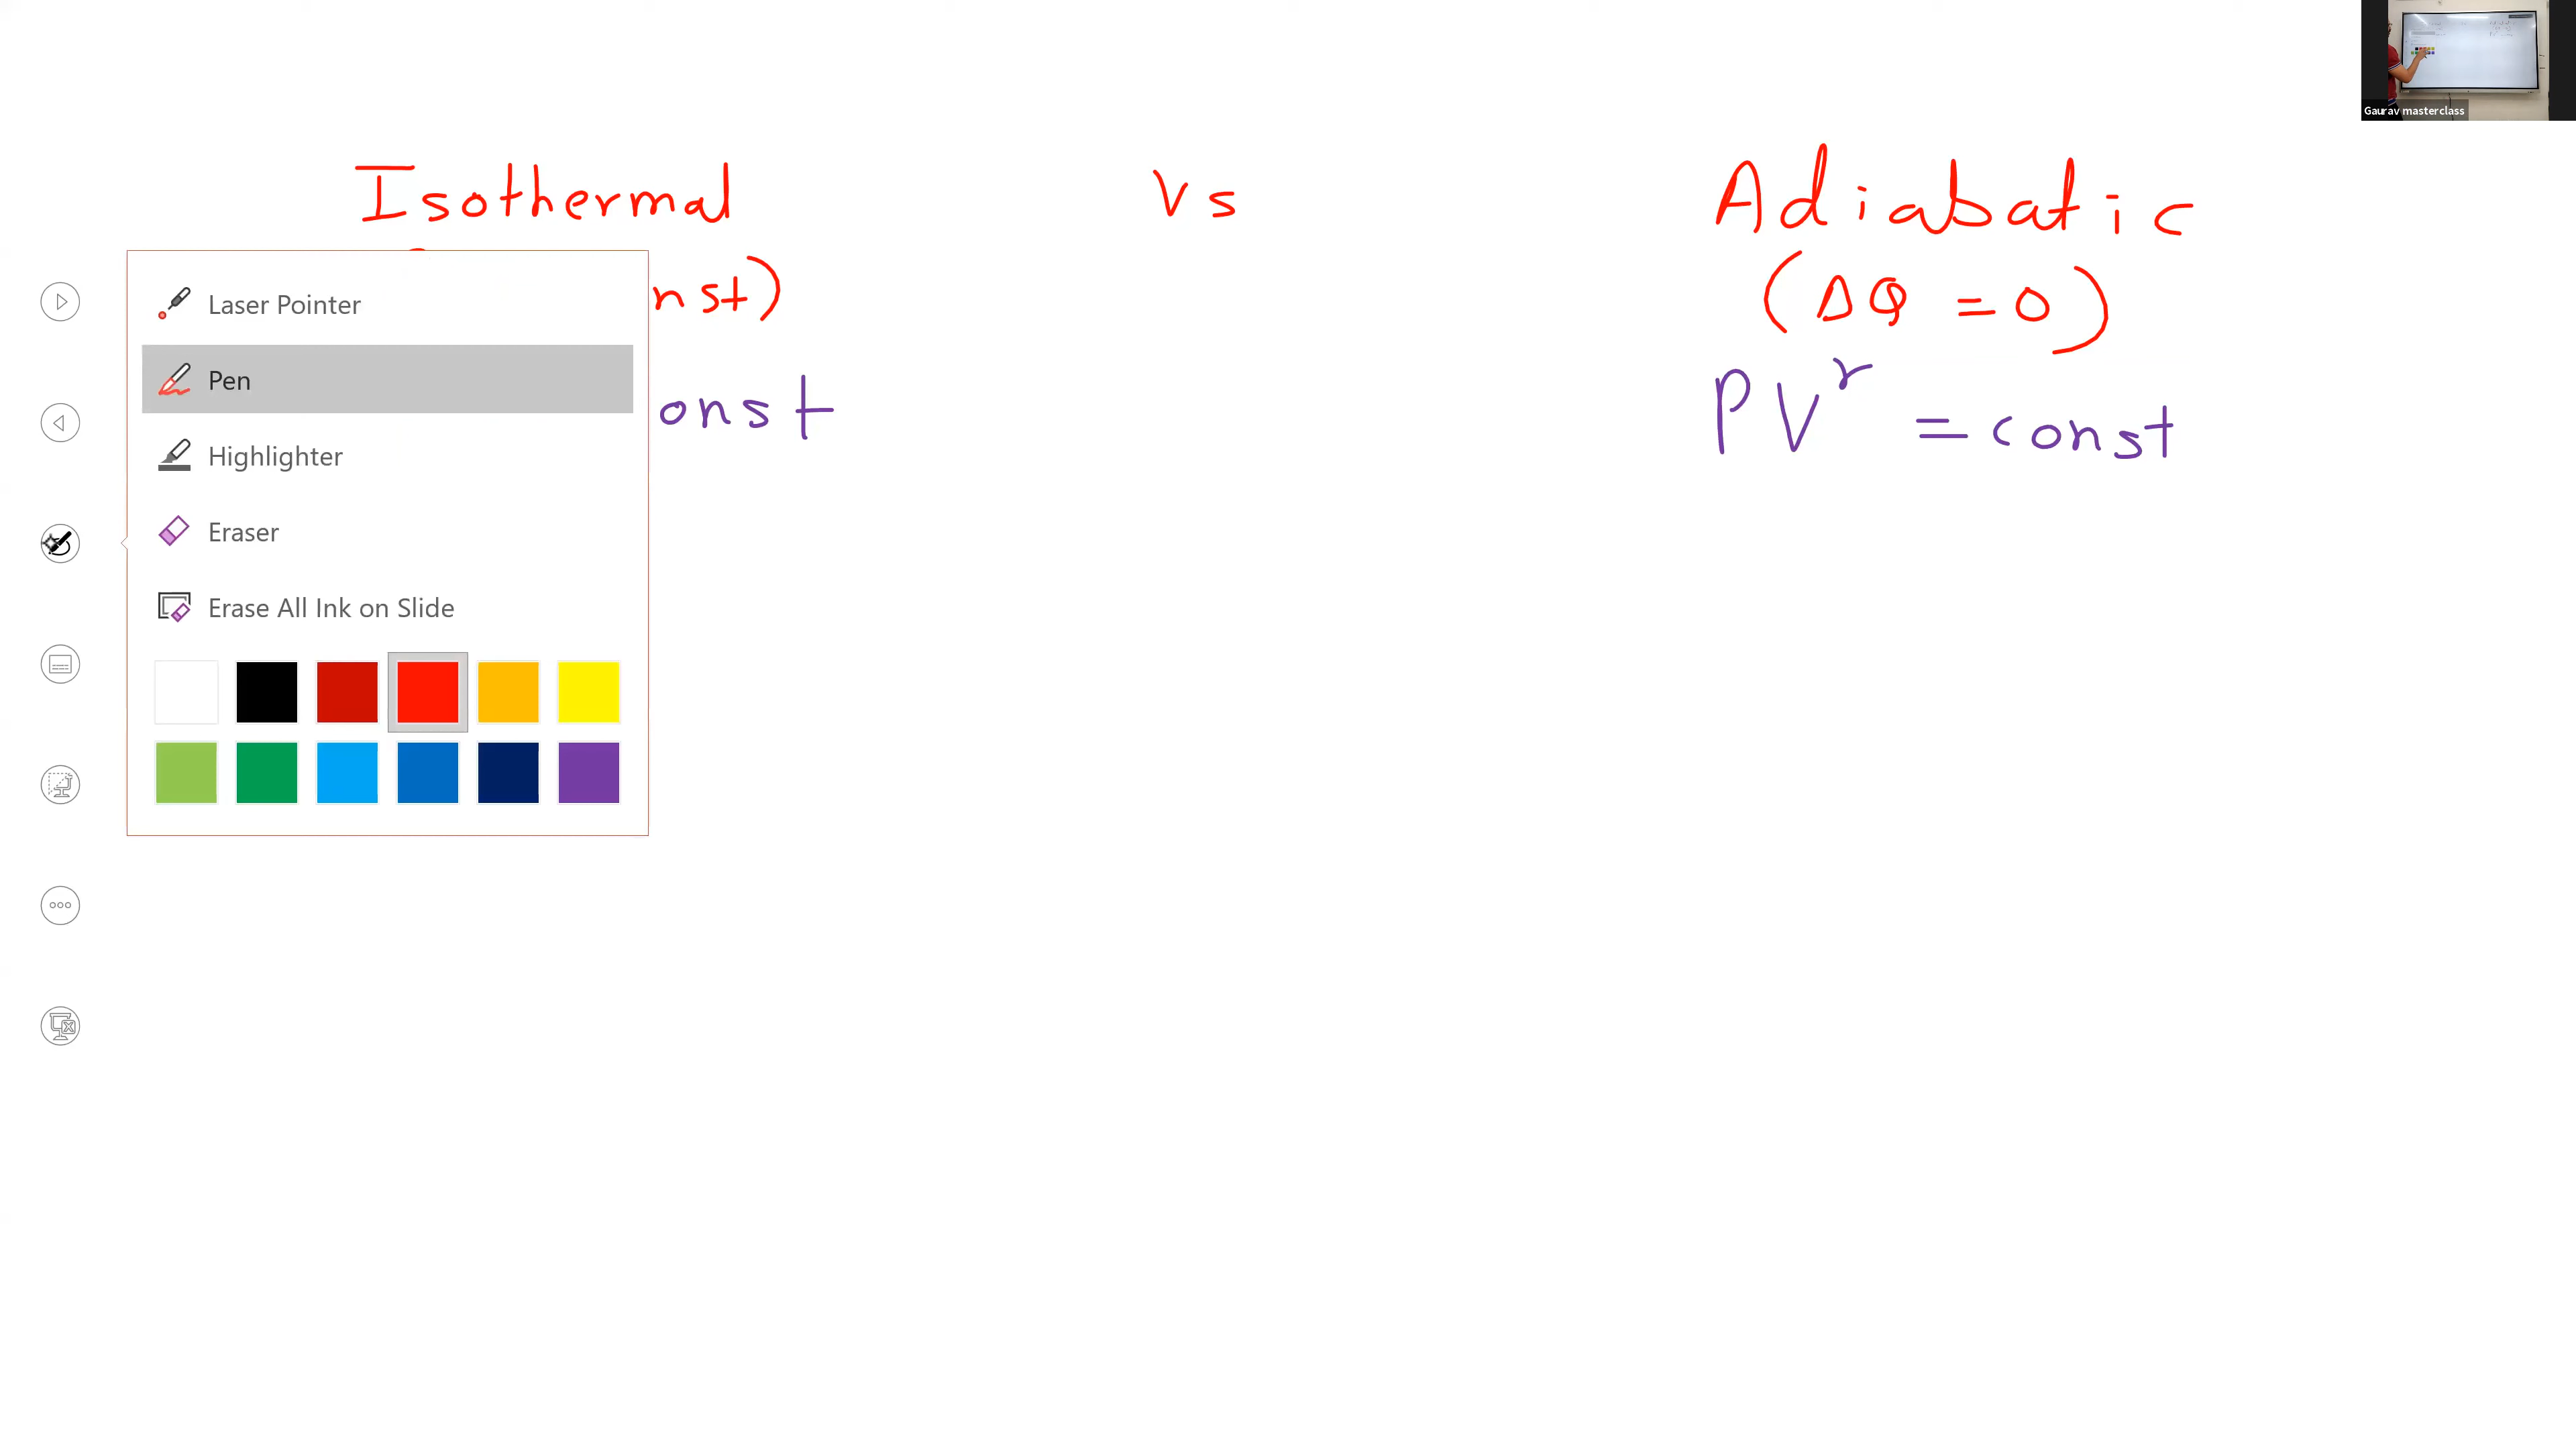 Gaurav masterclass
Isothermal Vs Adiabatic
nst) (ΔQ = 0)
onst PV^γ = const
Laser Pointer
Pen
Highlighter
Eraser
Erase All Ink on Slide